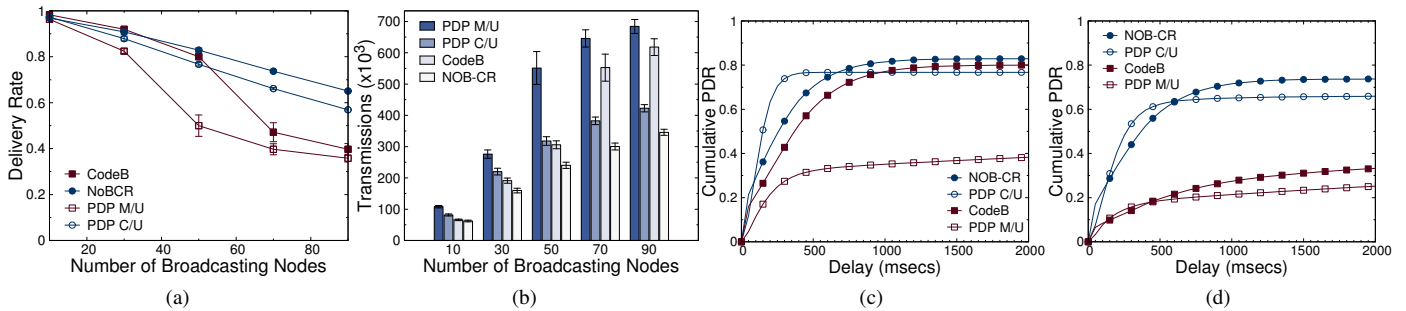 Delivery Rate
1
0.8
0.6
0.4
0.2
0
CodeB
NoBCR
PDP M/U
PDP C/U
20
40
60
80
Number of Broadcasting Nodes
(a)
Transmissions (x10³)
700
600
500
400
300
200
100
0
PDP M/U
PDP C/U
CodeB
NOB-CR
10
30
50
70
90
Number of Broadcasting Nodes
(b)
Cumulative PDR
1
0.8
0.6
0.4
0.2
0
NOB-CR
PDP C/U
CodeB
PDP M/U
0
500
1000
1500
2000
Delay (msecs)
(c)
Cumulative PDR
1
0.8
0.6
0.4
0.2
0
NOB-CR
PDP C/U
CodeB
PDP M/U
0
500
1000
1500
2000
Delay (msecs)
(d)